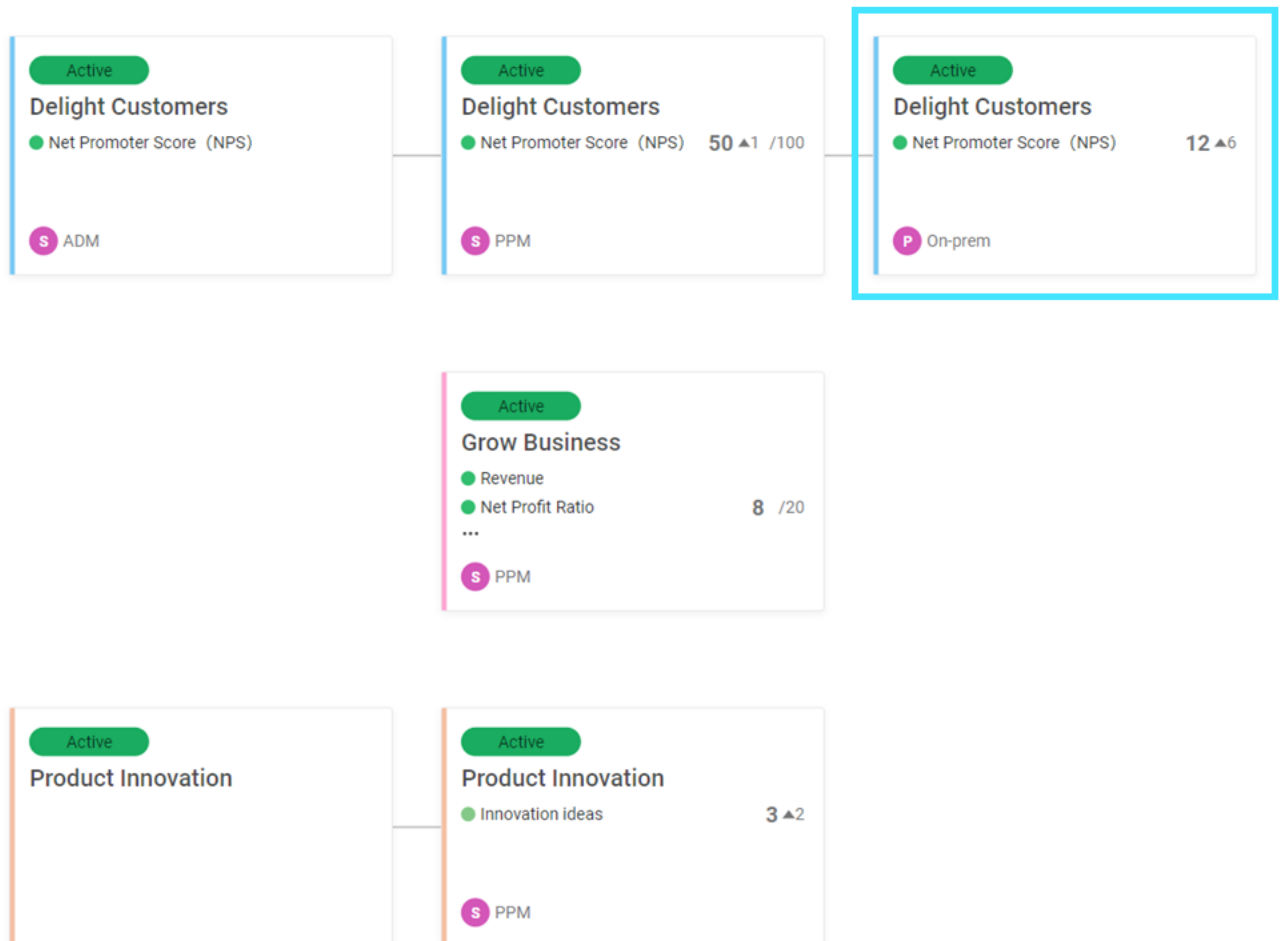 Active
Delight Customers
Net Promoter Score (NPS)
S ADM
Active
Delight Customers
Net Promoter Score (NPS) 50 ▲1 /100
S PPM
Active
Delight Customers
Net Promoter Score (NPS) 12 ▲6
P On-prem
Active
Grow Business
Revenue
Net Profit Ratio 8 /20
...
S PPM
Active
Product Innovation
Active
Product Innovation
Innovation ideas 3 ▲2
S PPM